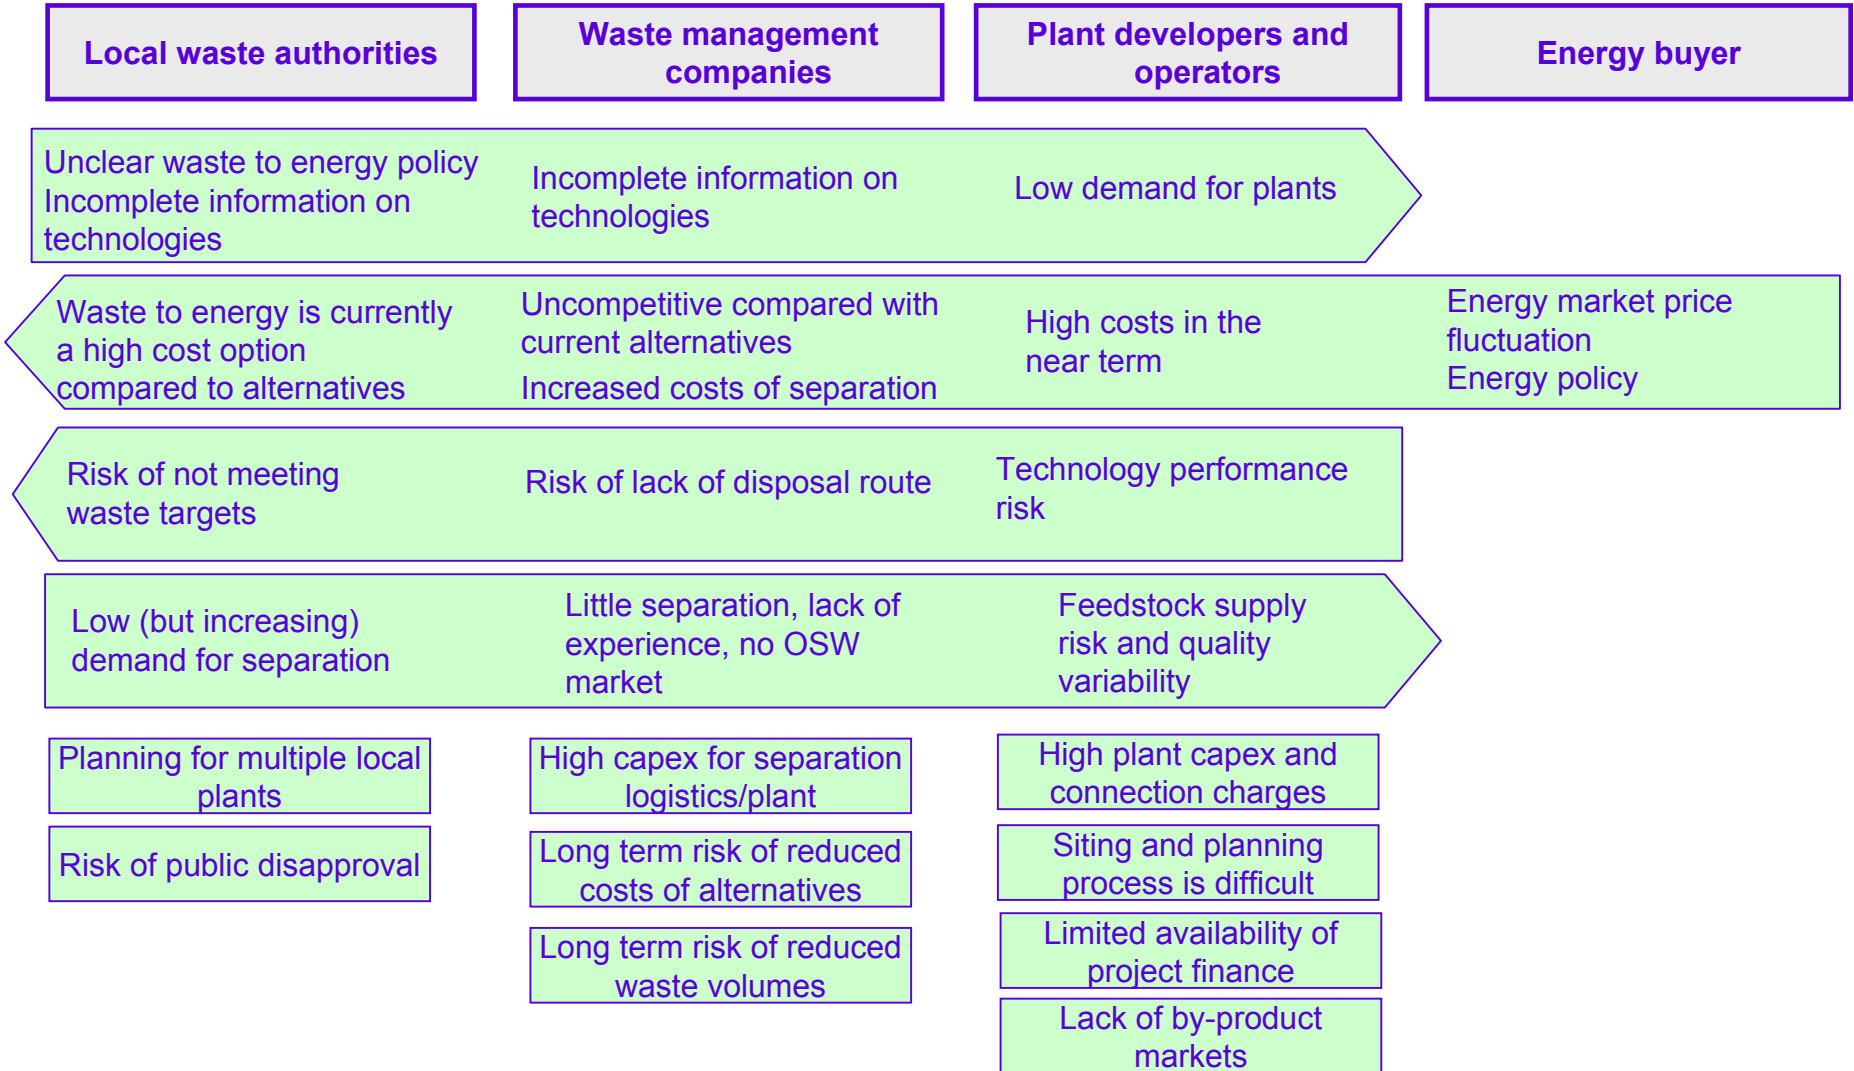 Local waste authorities
Waste management
companies
Plant developers and
operators
Energy buyer
Unclear waste to energy policy
Incomplete information on
technologies
Incomplete information on
technologies
Low demand for plants
Waste to energy is currently
a high cost option
compared to alternatives
Uncompetitive compared with
current alternatives
Increased costs of separation
High costs in the
near term
Energy market price
fluctuation
Energy policy
Risk of not meeting
waste targets
Risk of lack of disposal route
Technology performance
risk
Low (but increasing)
demand for separation
Little separation, lack of
experience, no OSW
market
Feedstock supply
risk and quality
variability
Planning for multiple local
plants
Risk of public disapproval
High capex for separation
logistics/plant
Long term risk of reduced
costs of alternatives
Long term risk of reduced
waste volumes
High plant capex and
connection charges
Siting and planning
process is difficult
Limited availability of
project finance
Lack of by-product
markets